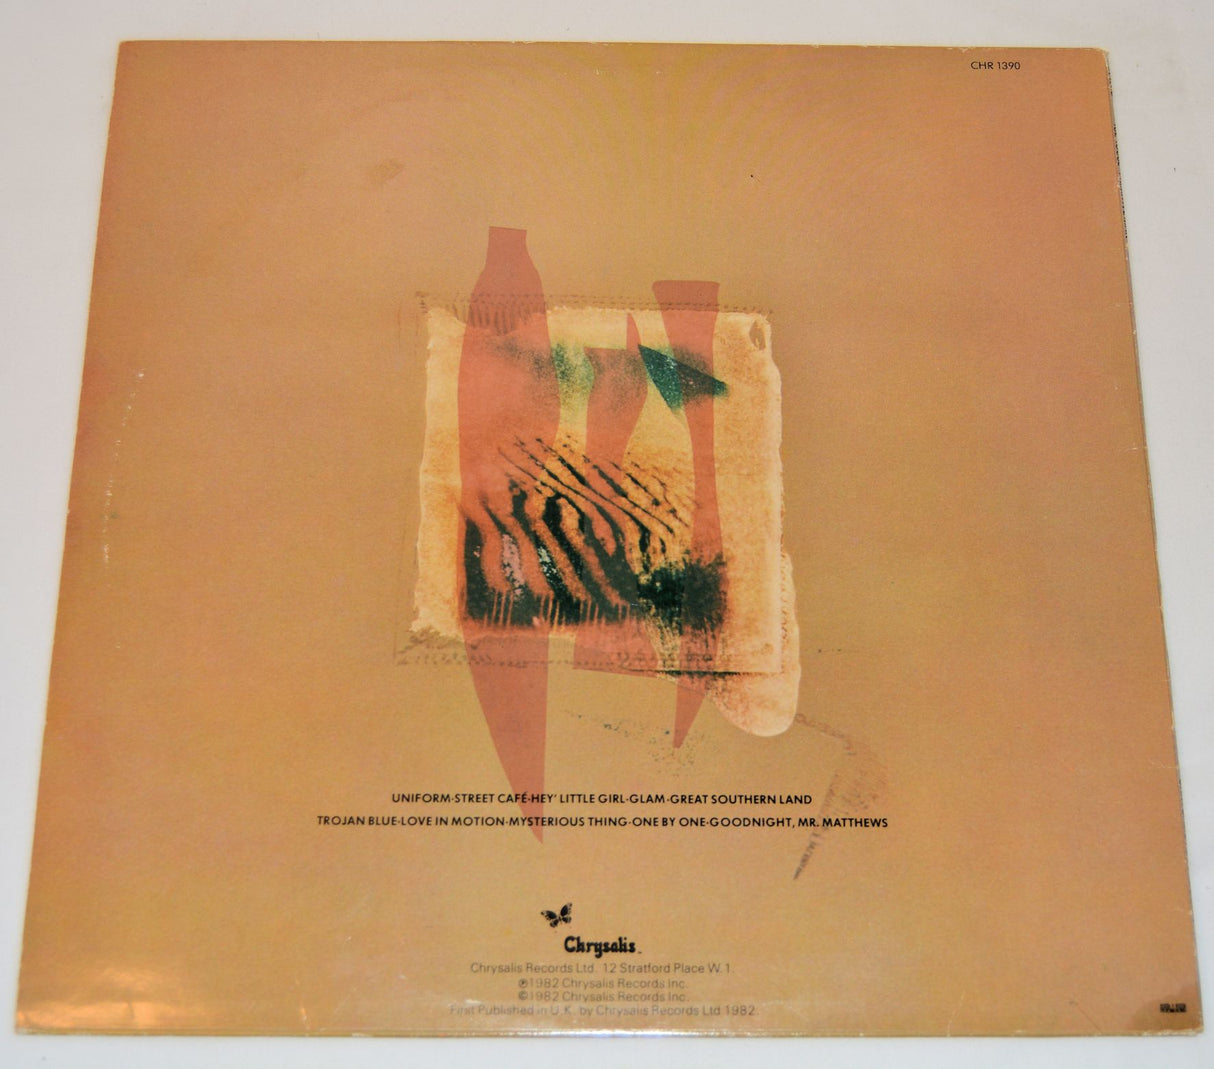 CHR 1390
UNIFORM·STREET CAFÉ·HEY' LITTLE GIRL·GLAM·GREAT SOUTHERN LAND
TROJAN BLUE·LOVE IN MOTION·MYSTERIOUS THING·ONE BY ONE·GOODNIGHT, MR. MATTHEWS
Chrysalis
Chrysalis Records Ltd. 12 Stratford Place W.1.
℗1982 Chrysalis Records Inc.
©1982 Chrysalis Records Inc.
First Published in U.K. by Chrysalis Records Ltd 1982.